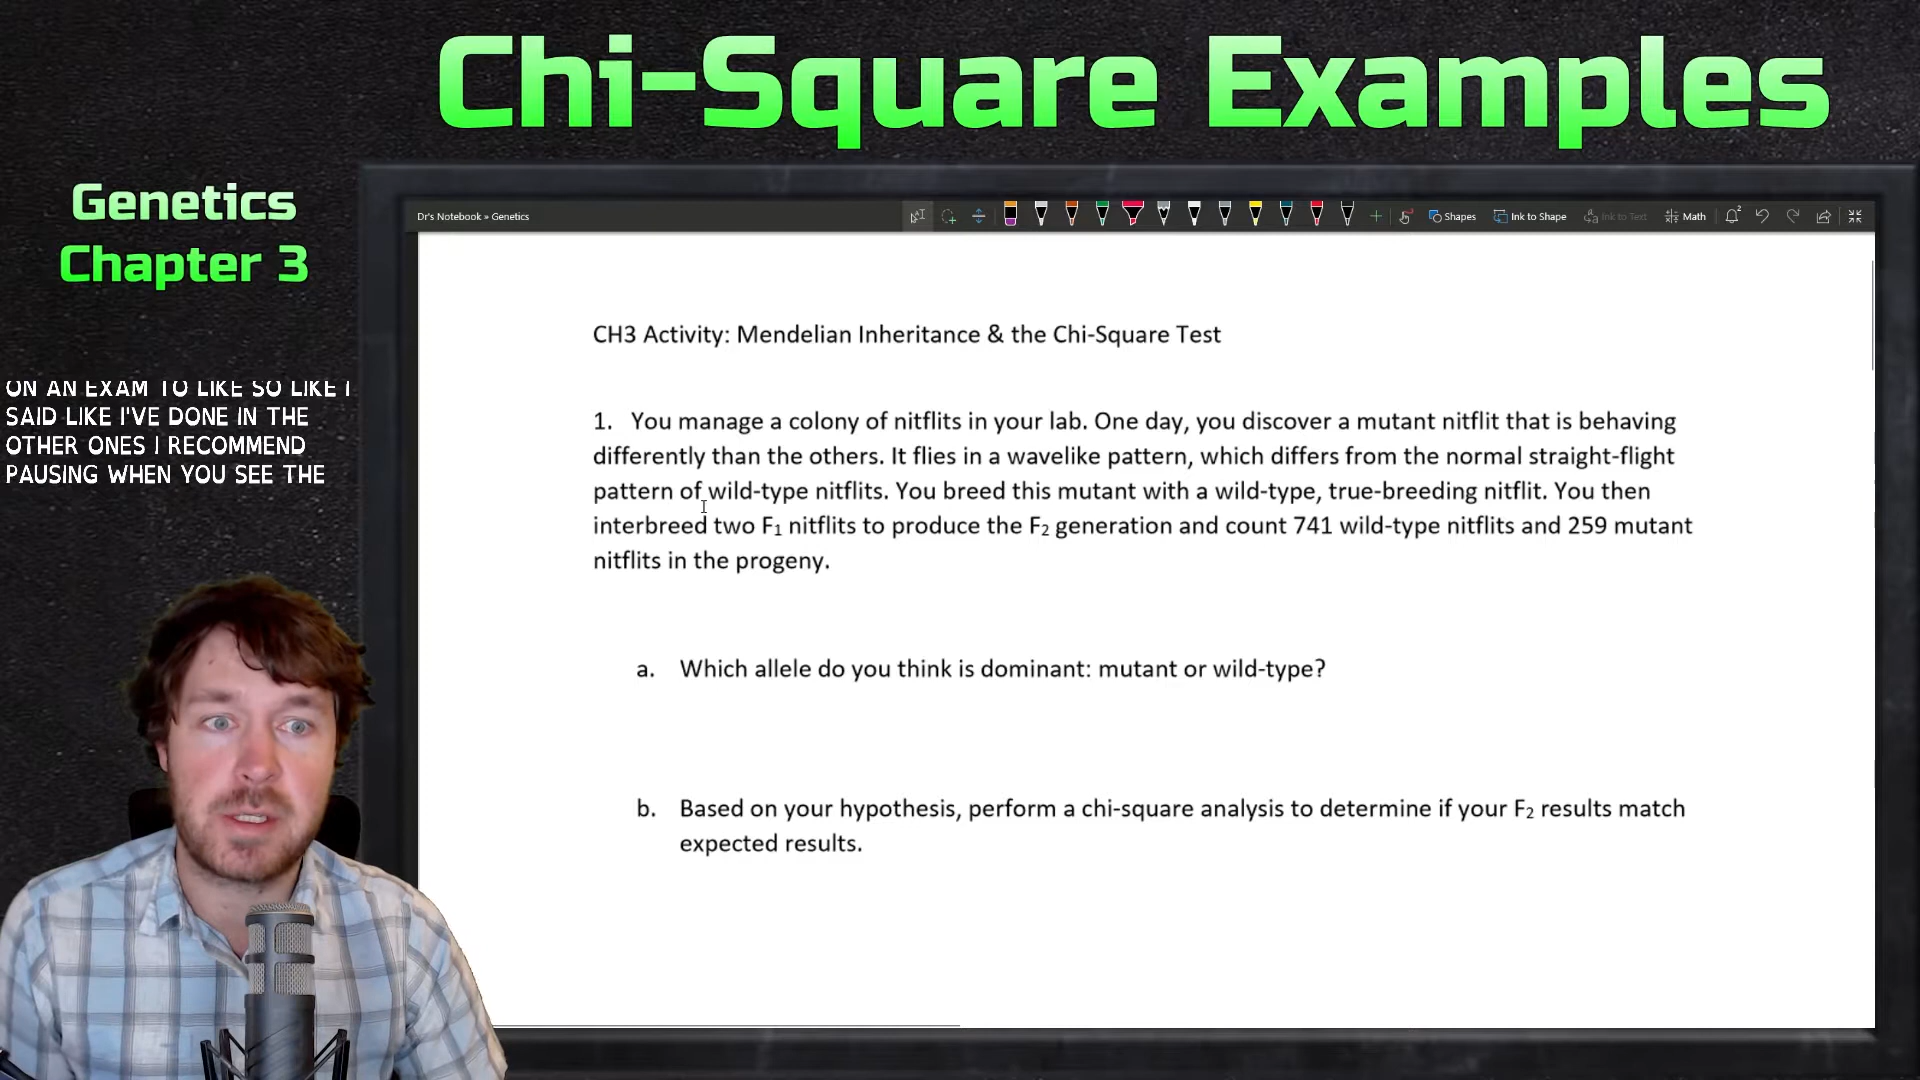 Chi-Square Examples
Genetics
Chapter 3
ON AN EXAM TO LIKE SO LIKE I
SAID LIKE I'VE DONE IN THE
OTHER ONES I RECOMMEND
PAUSING WHEN YOU SEE THE
Dr's Notebook » Genetics
Shapes
Ink to Shape
Ink to Text
Math
2
CH3 Activity: Mendelian Inheritance & the Chi-Square Test
1. You manage a colony of nitflits in your lab. One day, you discover a mutant nitflit that is behaving
differently than the others. It flies in a wavelike pattern, which differs from the normal straight-flight
pattern of wild-type nitflits. You breed this mutant with a wild-type, true-breeding nitflit. You then
interbreed two F₁ nitflits to produce the F₂ generation and count 741 wild-type nitflits and 259 mutant
nitflits in the progeny.
a. Which allele do you think is dominant: mutant or wild-type?
b. Based on your hypothesis, perform a chi-square analysis to determine if your F₂ results match
expected results.